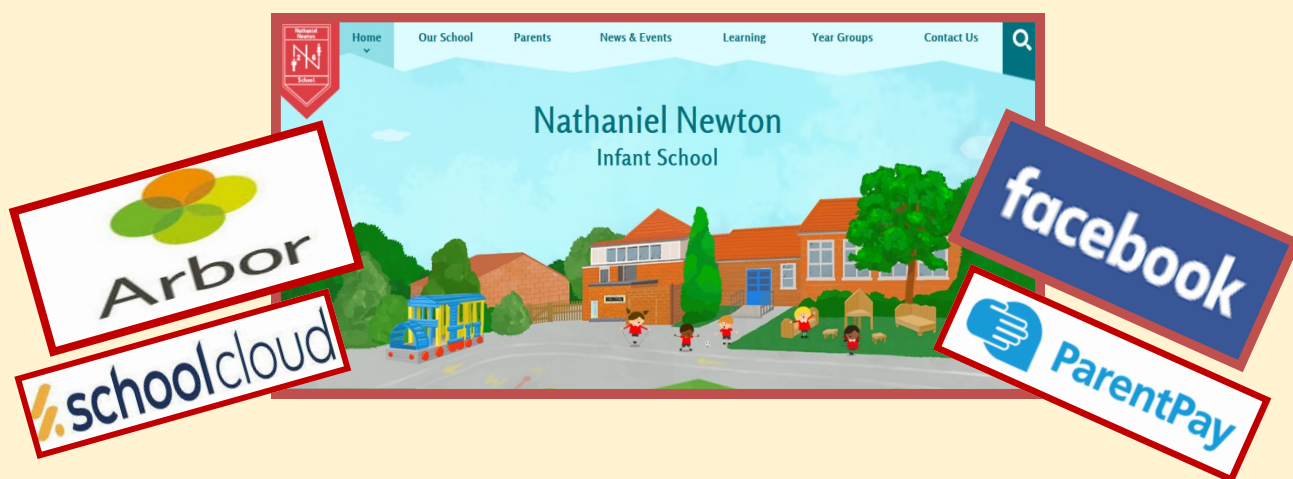 Nathaniel
Newton
School
Home
Our School
Parents
News & Events
Learning
Year Groups
Contact Us
Nathaniel Newton
Infant School
Arbor
schoolcloud
facebook
ParentPay